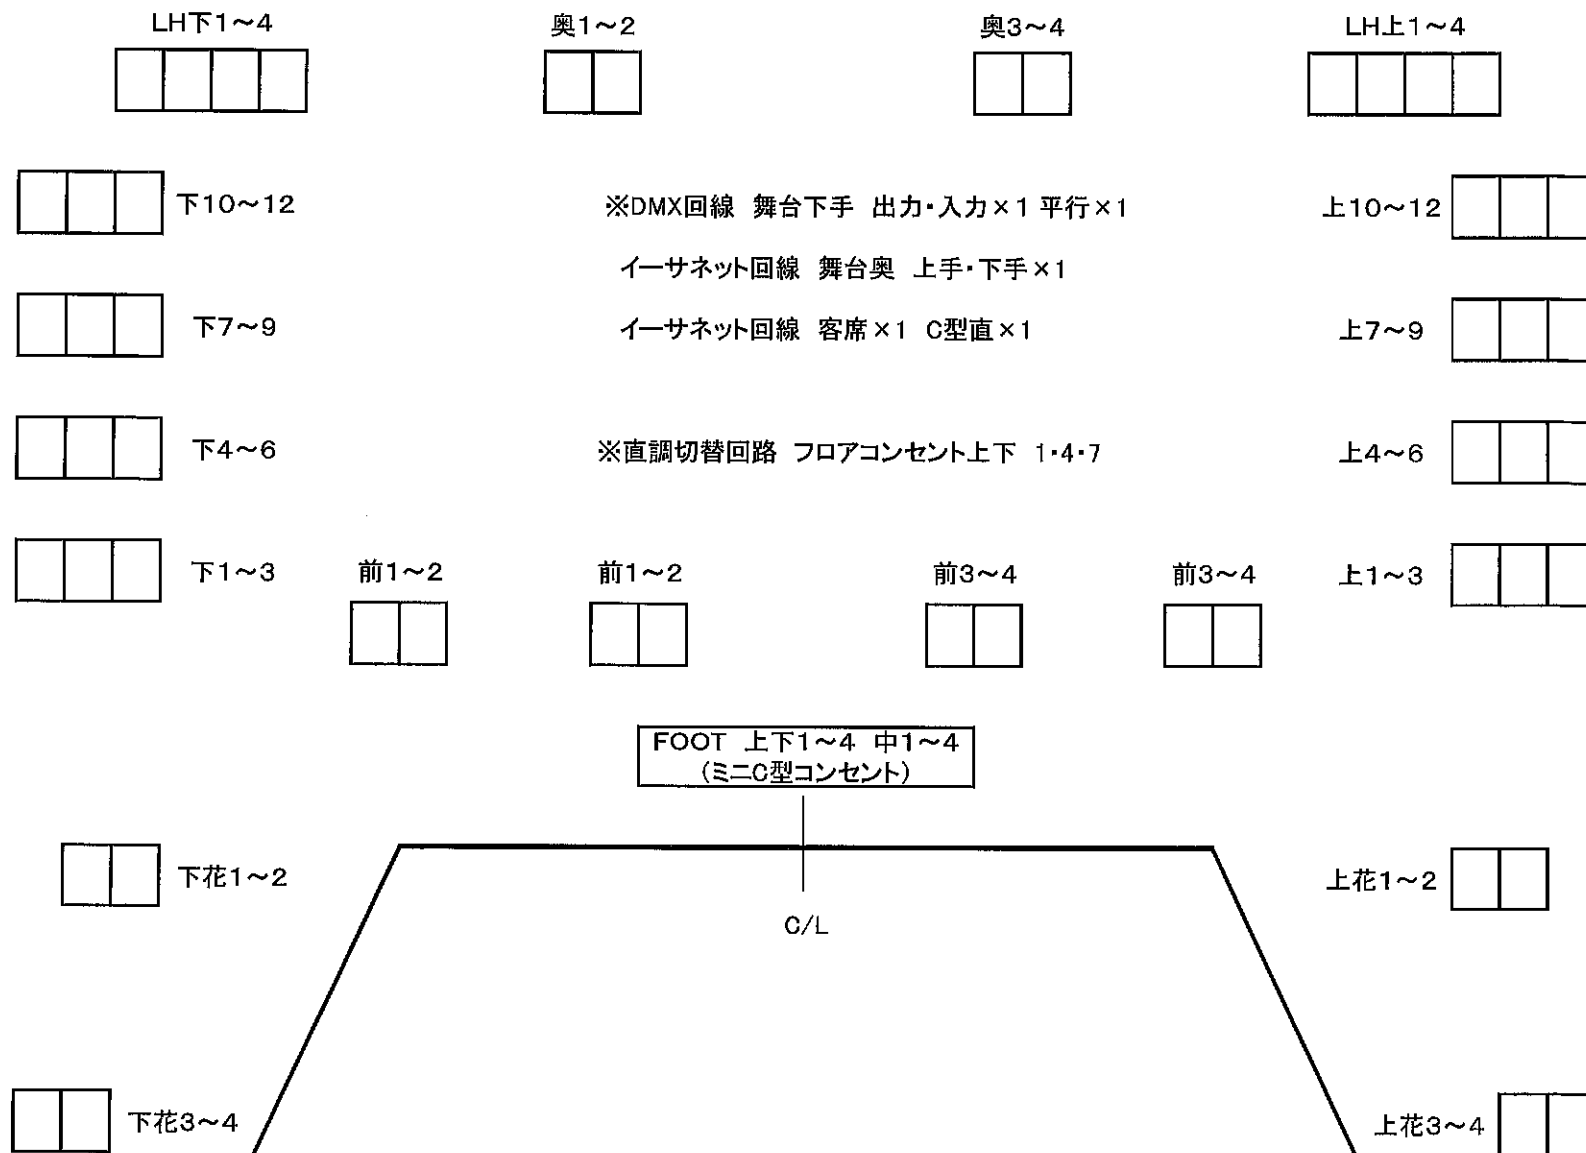 LH下1～4
奥1～2
奥3～4
LH上1～4
下10～12
※DMX回線 舞台下手 出力・入力×1 平行×1
上10～12
イーサネット回線 舞台奥 上手・下手×1
下7～9
イーサネット回線 客席×1 C型直×1
上7～9
下4～6
※直調切替回路 フロアコンセント上下 1・4・7
上4～6
下1～3
前1～2
前1～2
前3～4
前3～4
上1～3
FOOT 上下1～4 中1～4
(ミニC型コンセント)
下花1～2
上花1～2
C/L
下花3～4
上花3～4